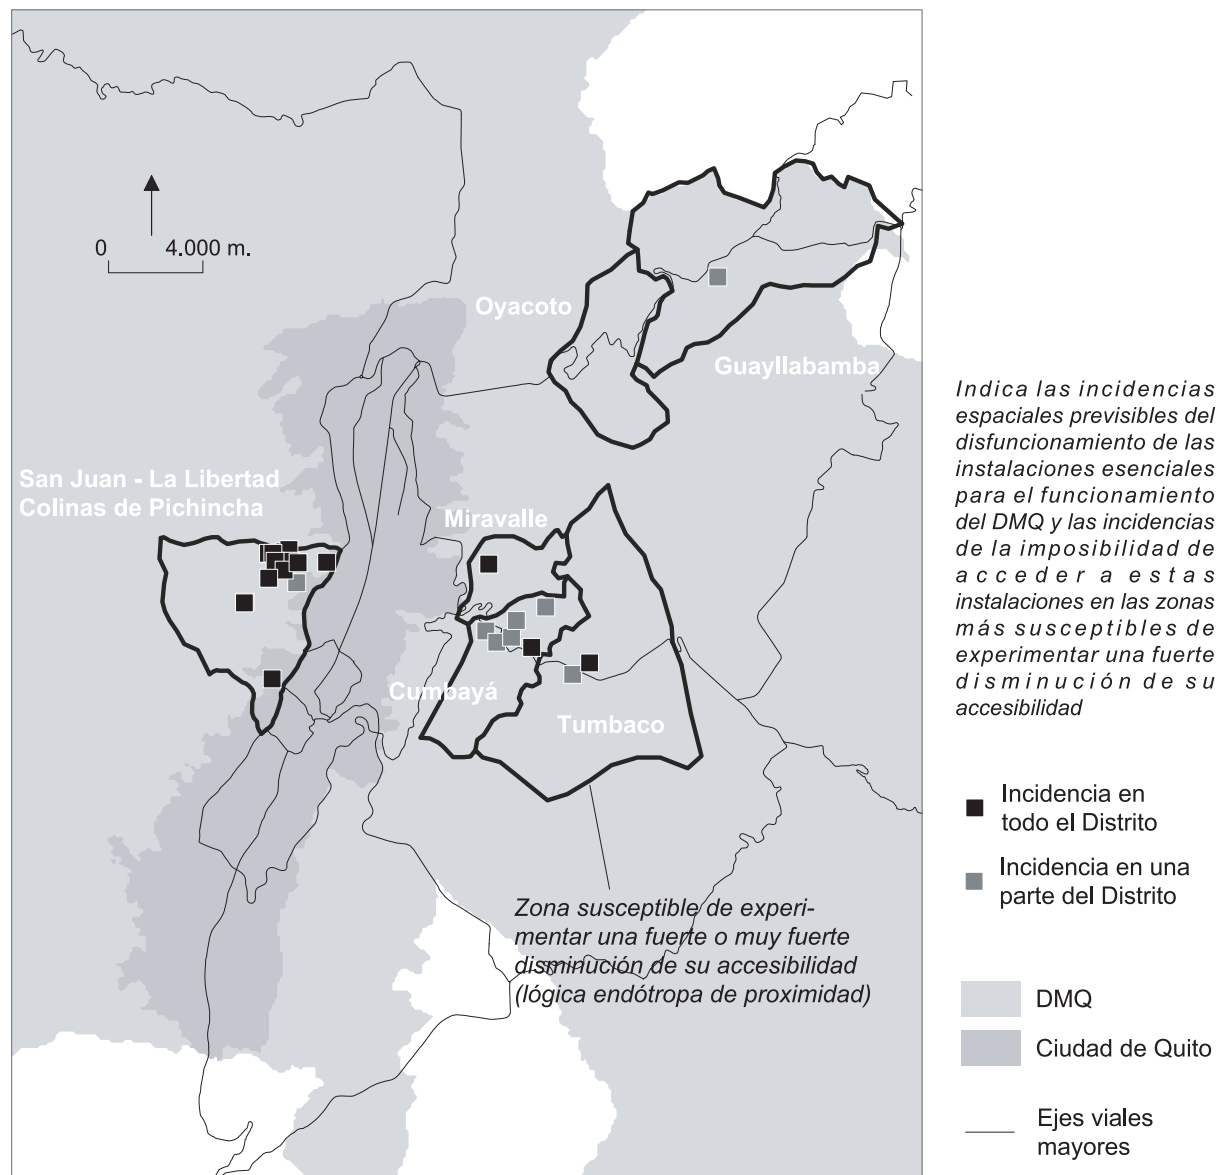 0 4.000 m.
Oyacoto
Guayllabamba
San Juan - La Libertad
Colinas de Pichincha
Miravalle
Cumbayá
Tumbaco
Zona susceptible de experi-
mentar una fuerte o muy fuerte
disminución de su accesibilidad
(lógica endótropa de proximidad)
Indica las incidencias
espaciales previsibles del
disfuncionamiento de las
instalaciones esenciales
para el funcionamiento
del DMQ y las incidencias
de la imposibilidad de
acceder a estas
instalaciones en las zonas
más susceptibles de
experimentar una fuerte
disminución de su
accesibilidad
Incidencia en
todo el Distrito
Incidencia en una
parte del Distrito
DMQ
Ciudad de Quito
Ejes viales
mayores